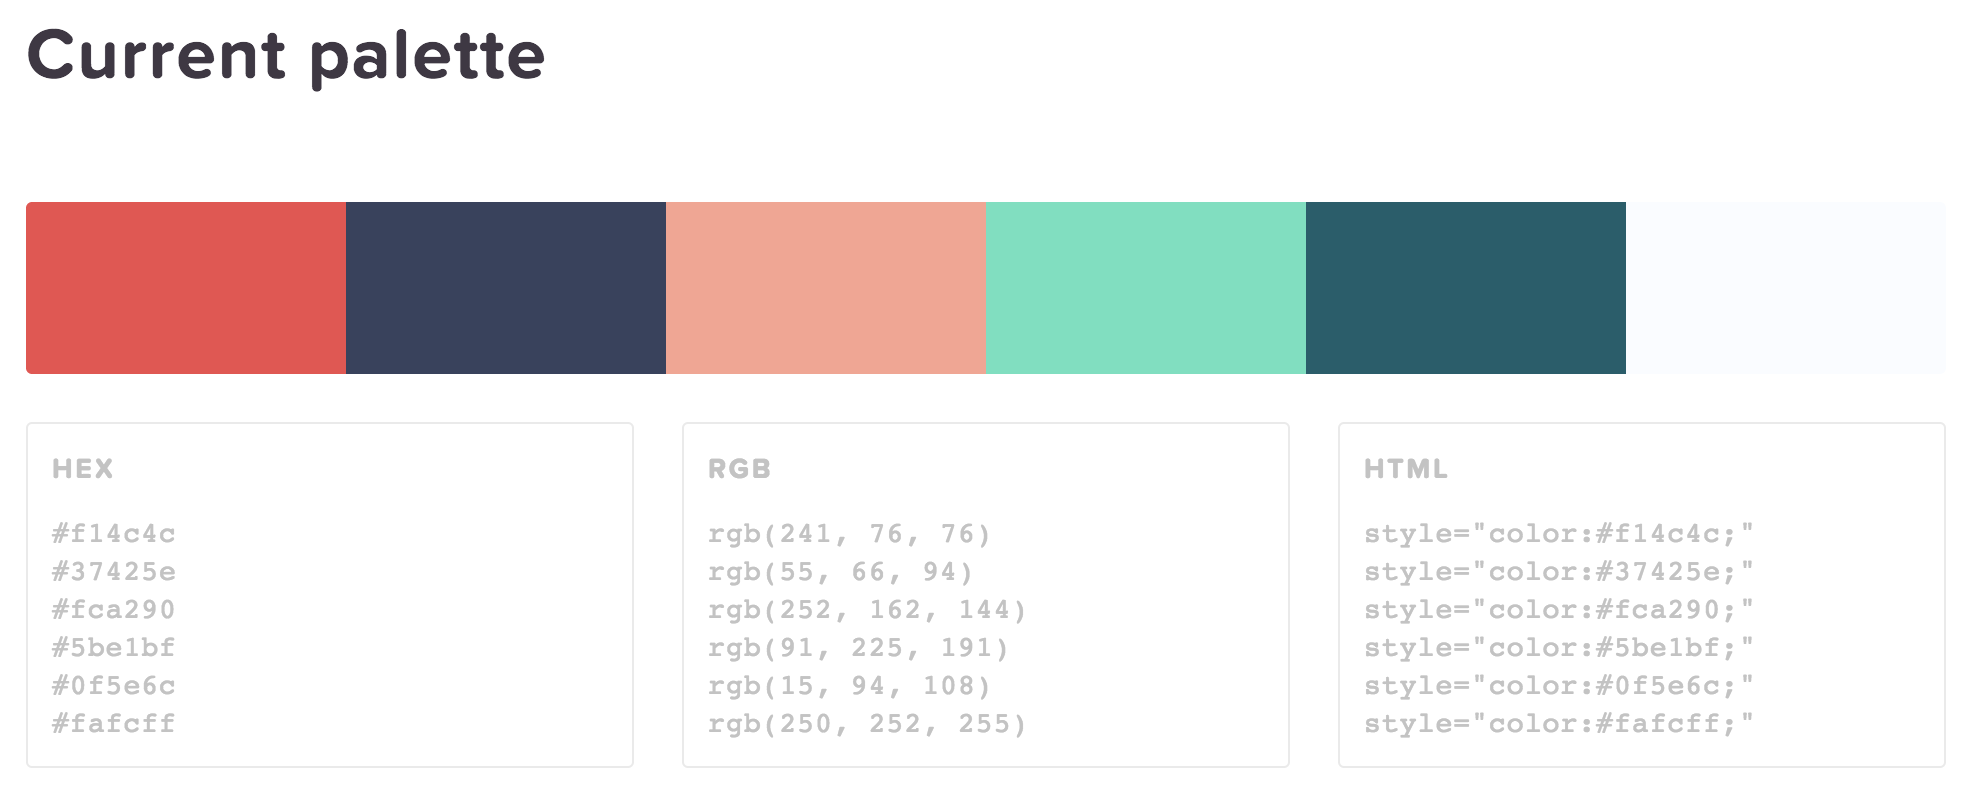 Current palette
HEX
#f14c4c
#37425e
#fca290
#5be1bf
#0f5e6c
#fafcff
RGB
rgb(241, 76, 76)
rgb(55, 66, 94)
rgb(252, 162, 144)
rgb(91, 225, 191)
rgb(15, 94, 108)
rgb(250, 252, 255)
HTML
style="color:#f14c4c;"
style="color:#37425e;"
style="color:#fca290;"
style="color:#5be1bf;"
style="color:#0f5e6c;"
style="color:#fafcff;"